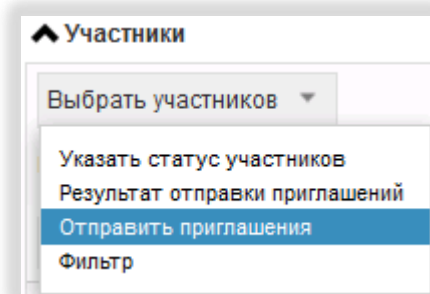 Участники
Выбрать участников
Указать статус участников
Результат отправки приглашений
Отправить приглашения
Фильтр